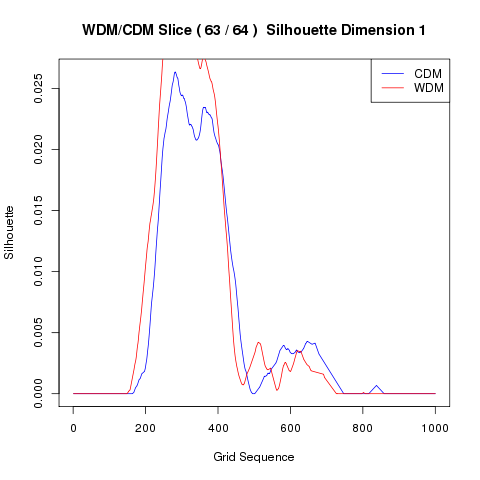 WDM/CDM Slice ( 63 / 64 )  Silhouette Dimension 1
CDM
WDM
Silhouette
0.025
0.020
0.015
0.010
0.005
0.000
0 200 400 600 800 1000
Grid Sequence